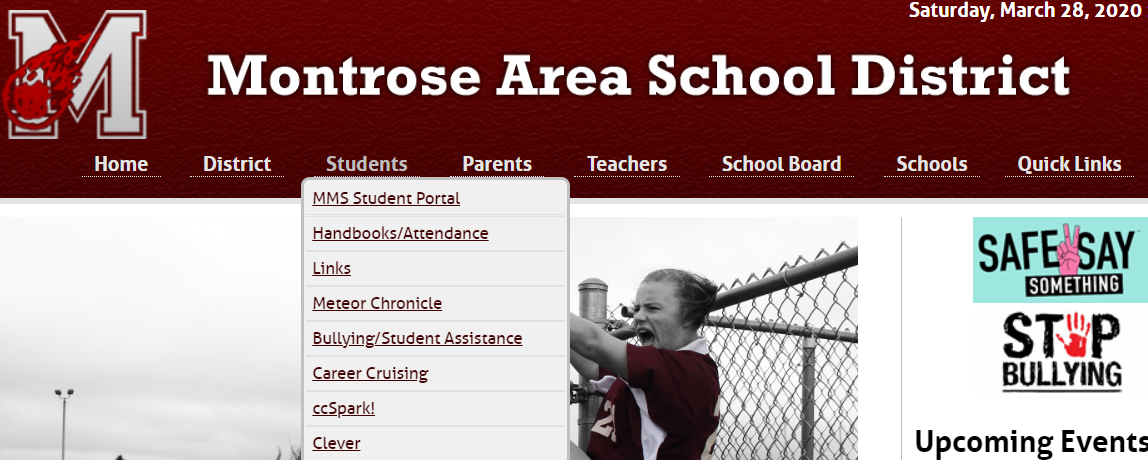 Saturday, March 28, 2020
M
Montrose Area School District
Home District Students Parents Teachers School Board Schools Quick Links
MMS Student Portal
Handbooks/Attendance
Links
Meteor Chronicle
Bullying/Student Assistance
Career Cruising
ccSpark!
Clever
SAFE SAY
SOMETHING
STOP
BULLYING
Upcoming Events